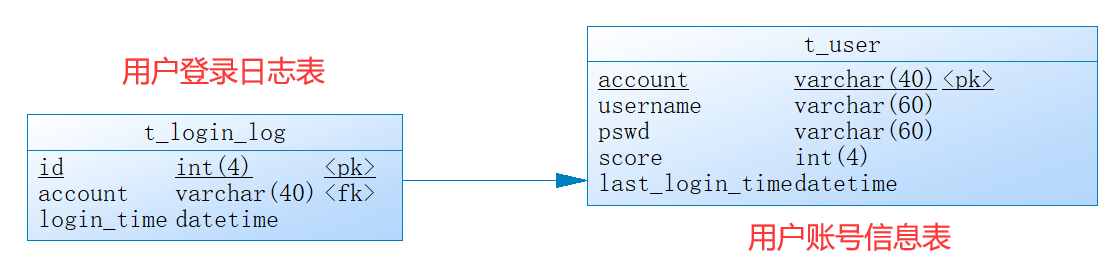 用户登录日志表
t_login_log
id int(4) <pk>
account varchar(40) <fk>
login_time datetime
t_user
account varchar(40) <pk>
username varchar(60)
pswd varchar(60)
score int(4)
last_login_time datetime
用户账号信息表